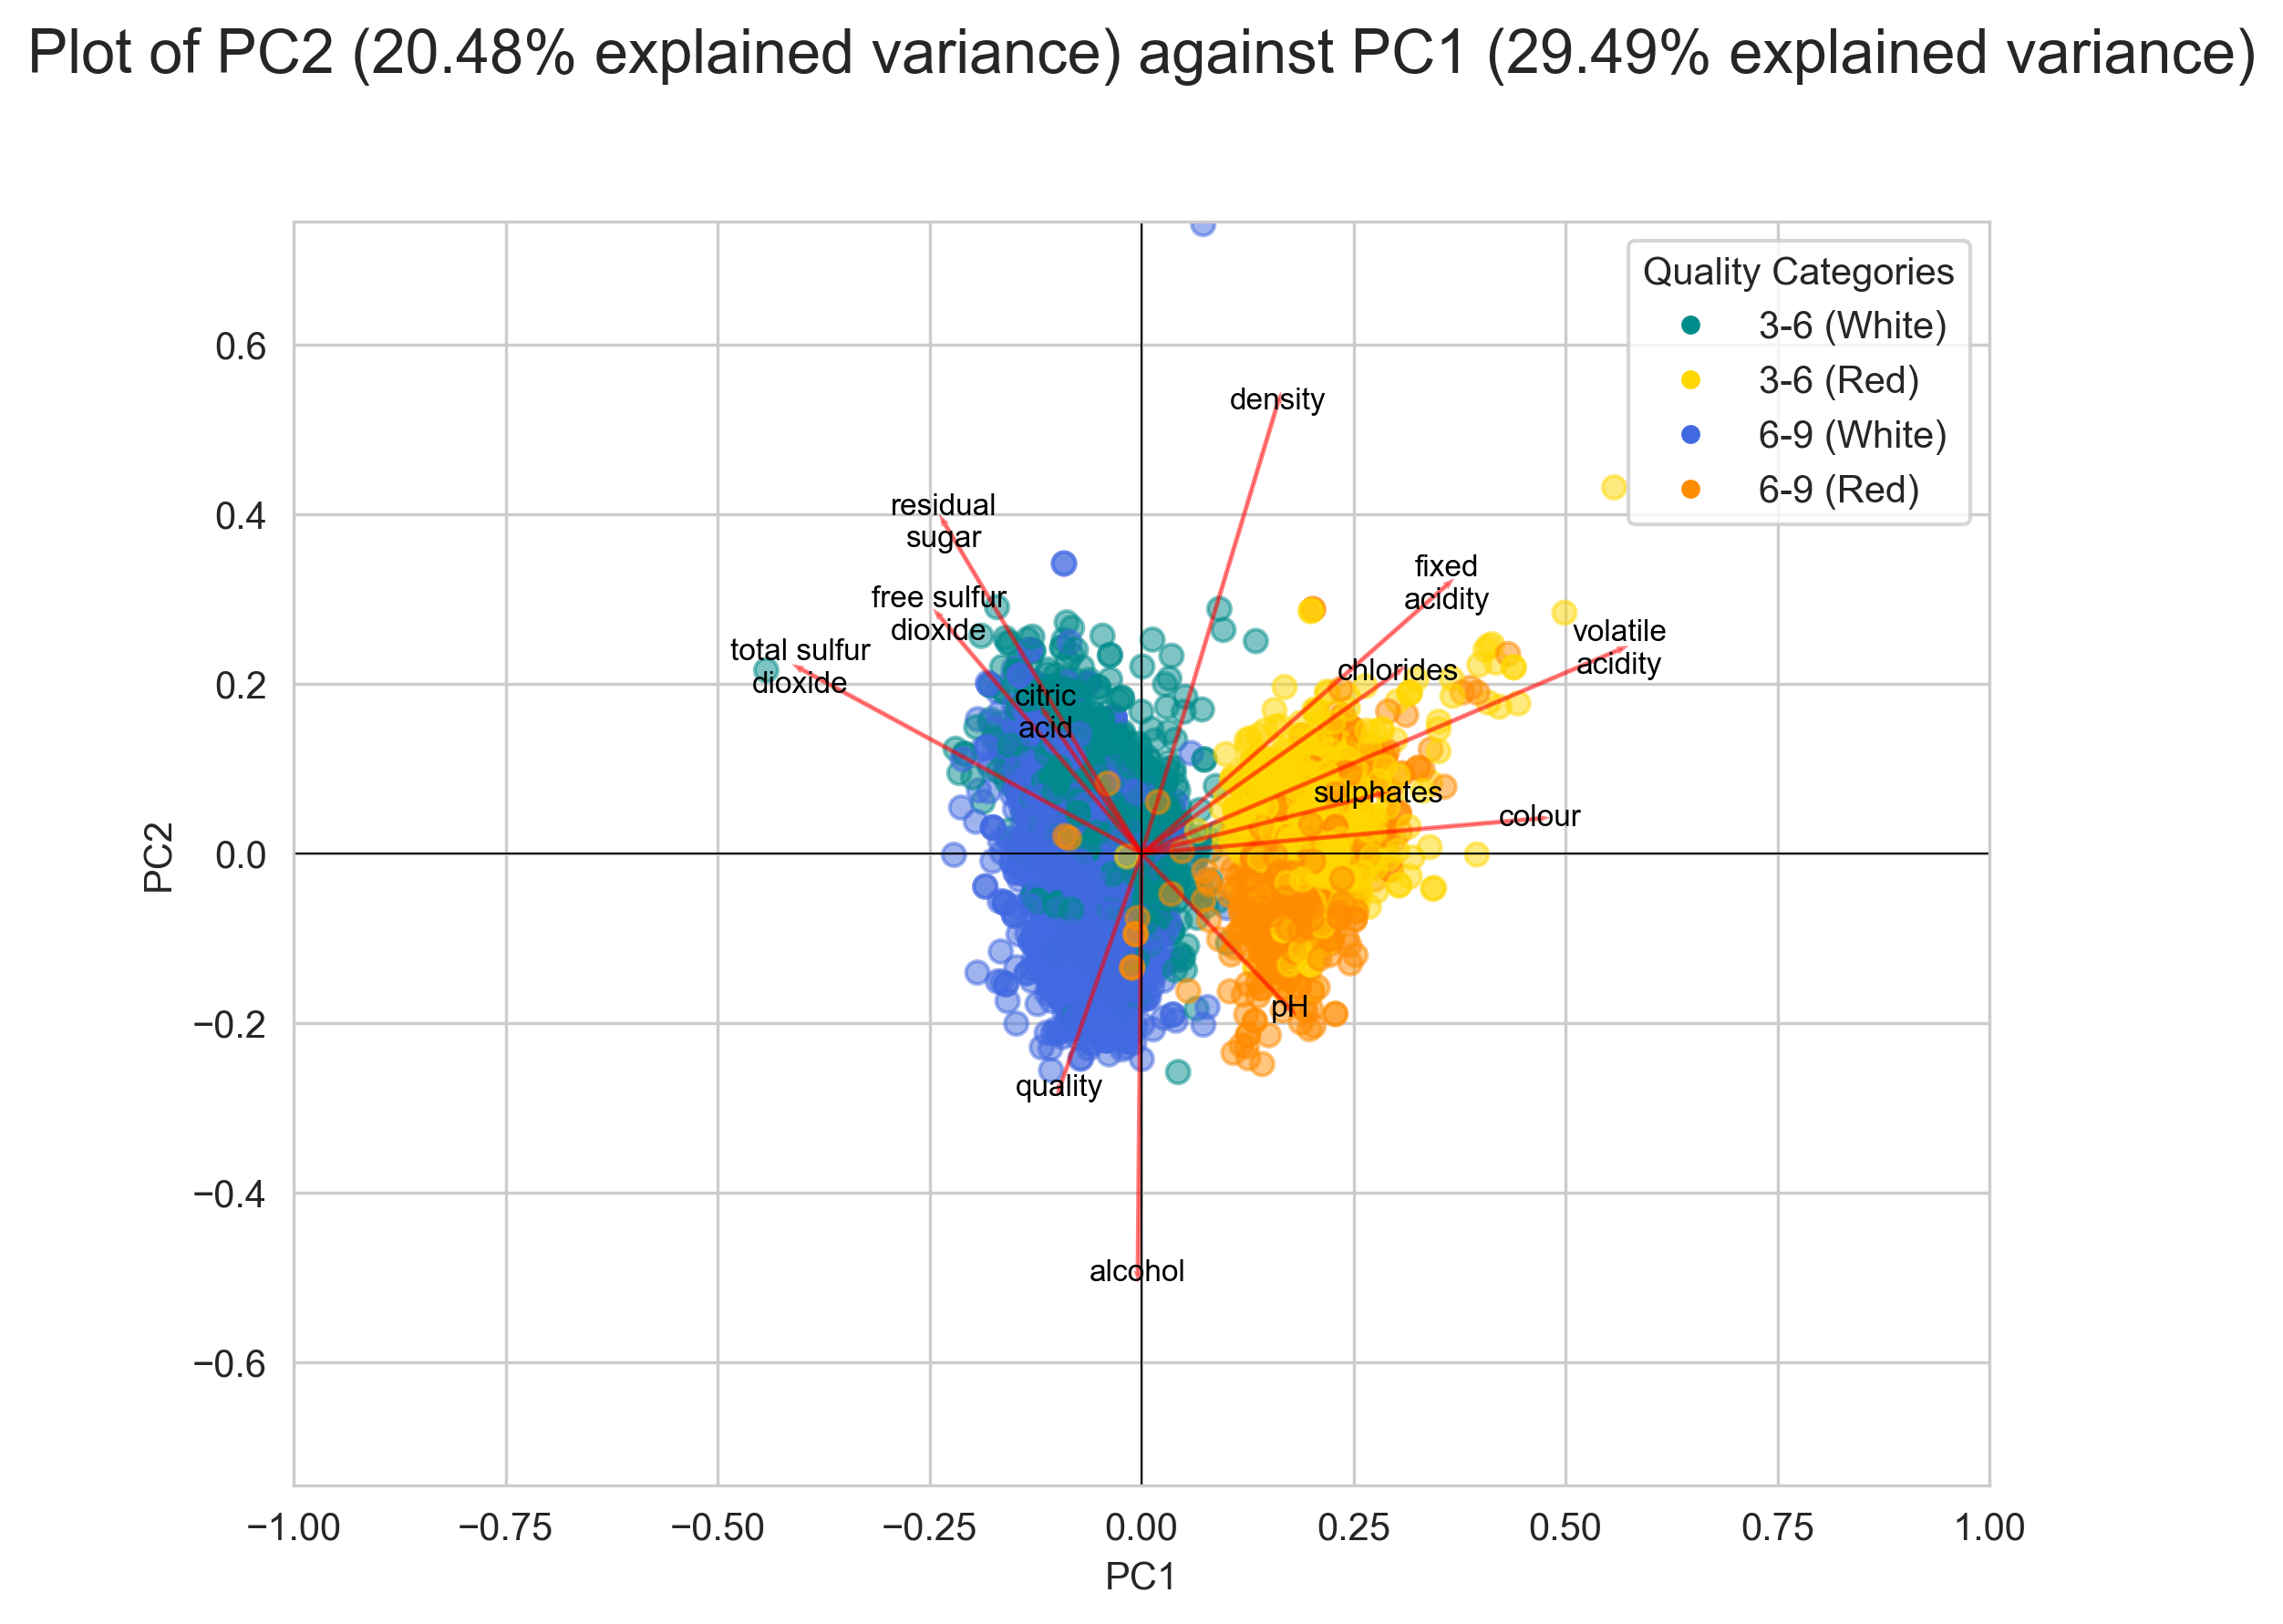 Plot of PC2 (20.48% explained variance) against PC1 (29.49% explained variance)
Quality Categories
3-6 (White)
3-6 (Red)
6-9 (White)
6-9 (Red)
density
residual
sugar
free sulfur
dioxide
total sulfur
dioxide
citric
acid
fixed
acidity
volatile
acidity
chlorides
sulphates
colour
pH
quality
alcohol
PC2
0.6
0.4
0.2
0.0
−0.2
−0.4
−0.6
−1.00
−0.75
−0.50
−0.25
0.00
0.25
0.50
0.75
1.00
PC1